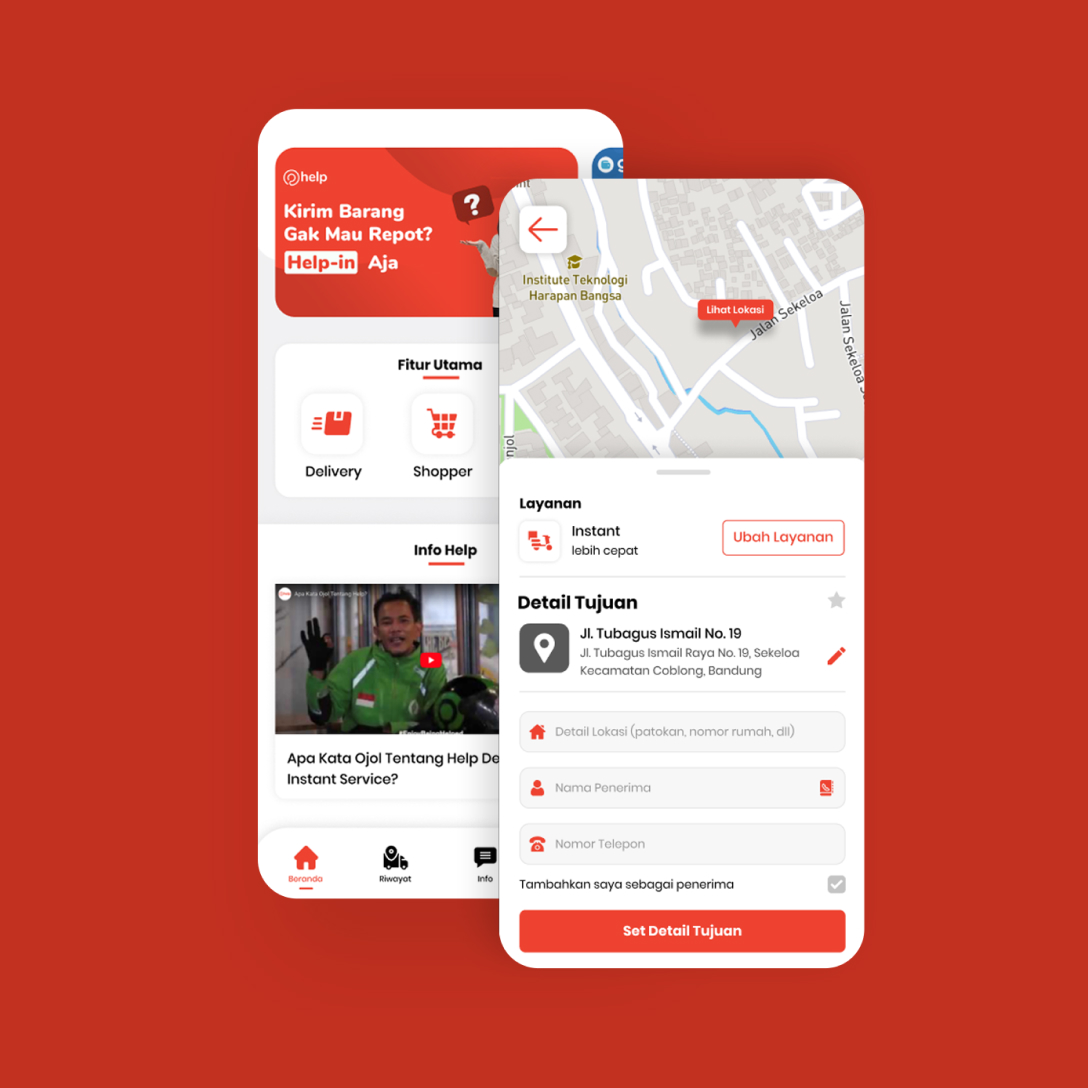 help
Kirim Barang
Gak Mau Repot?
Help-in Aja
?
Fitur Utama
Delivery
Shopper
Info Help
Apa Kata Ojol Tentang Help?
Apa Kata Ojol Tentang Help De
Instant Service?
Beranda
Riwayat
Info
Institute Teknologi
Harapan Bangsa
Lihat Lokasi
Jalan Sekeloa
Jalan Sekeloa S
njol
Layanan
Instant
lebih cepat
Ubah Layanan
Detail Tujuan
Jl. Tubagus Ismail No. 19
Jl. Tubagus Ismail Raya No. 19, Sekeloa
Kecamatan Coblong, Bandung
Detail Lokasi (patokan, nomor rumah, dll)
Nama Penerima
Nomor Telepon
Tambahkan saya sebagai penerima
Set Detail Tujuan